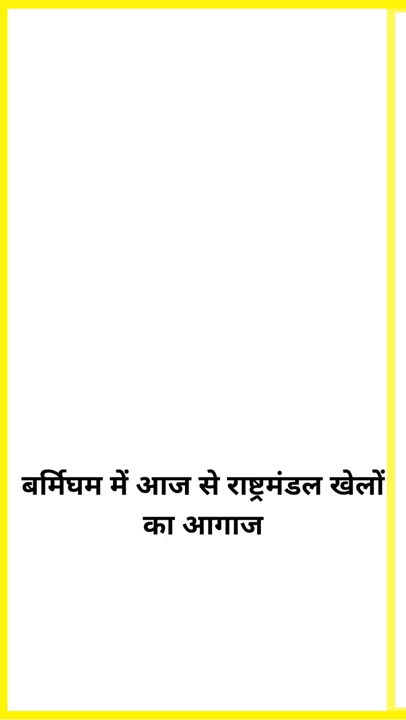 बर्मिघम में आज से राष्ट्रमंडल खेलों
का आगाज